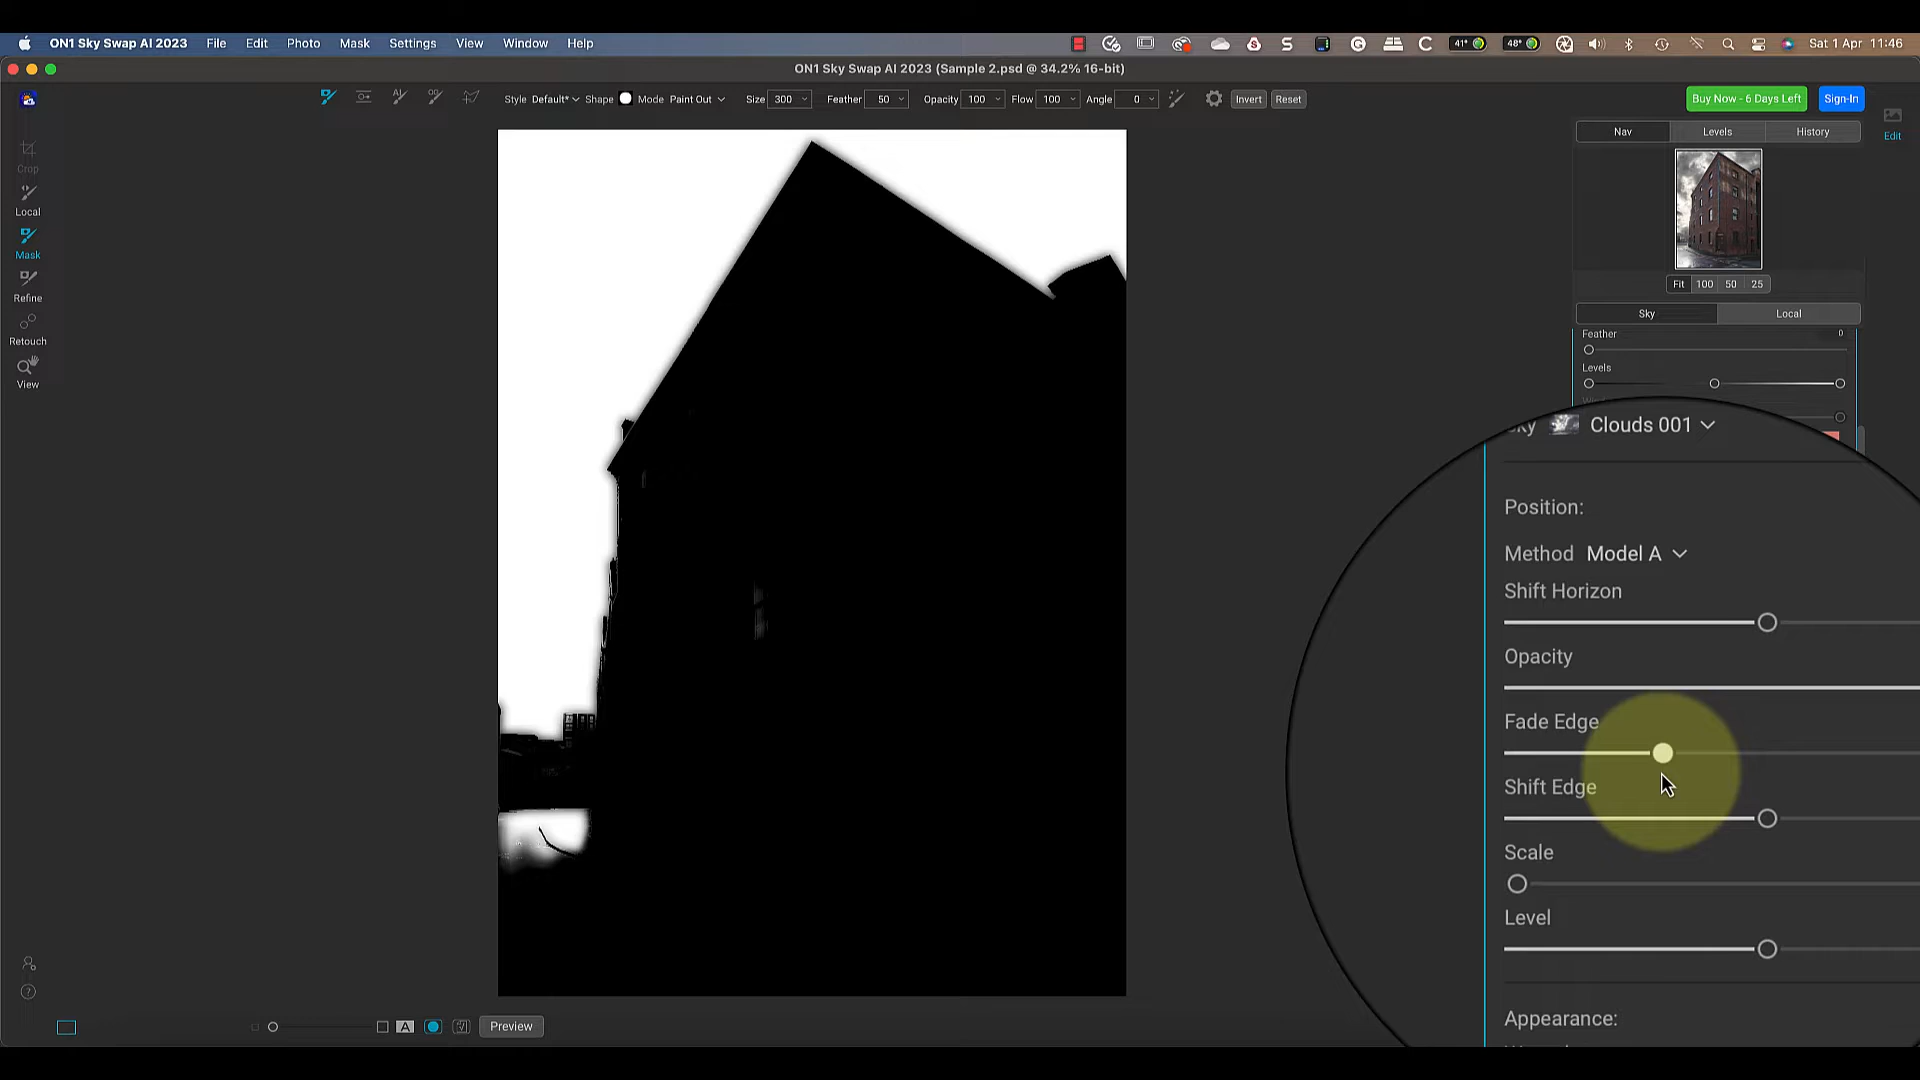 ON1 Sky Swap AI 2023 File Edit Photo Mask Settings View Window Help 41° 48° Sat 1 Apr 11:46
ON1 Sky Swap AI 2023 (Sample 2.psd @ 34.2% 16-bit)
Style Default* Shape Mode Paint Out Size 300 Feather 50 Opacity 100 Flow 100 Angle 0 Invert Reset Buy Now - 6 Days Left Sign-In
Nav Levels History
Edit
Crop
Local
Mask
Refine
Retouch
View
Fit 100 50 25
Sky Local
Feather 0
Levels
Clouds 001
Position:
Method Model A
Shift Horizon
Opacity
Fade Edge
Shift Edge
Scale
Level
Appearance:
A Preview